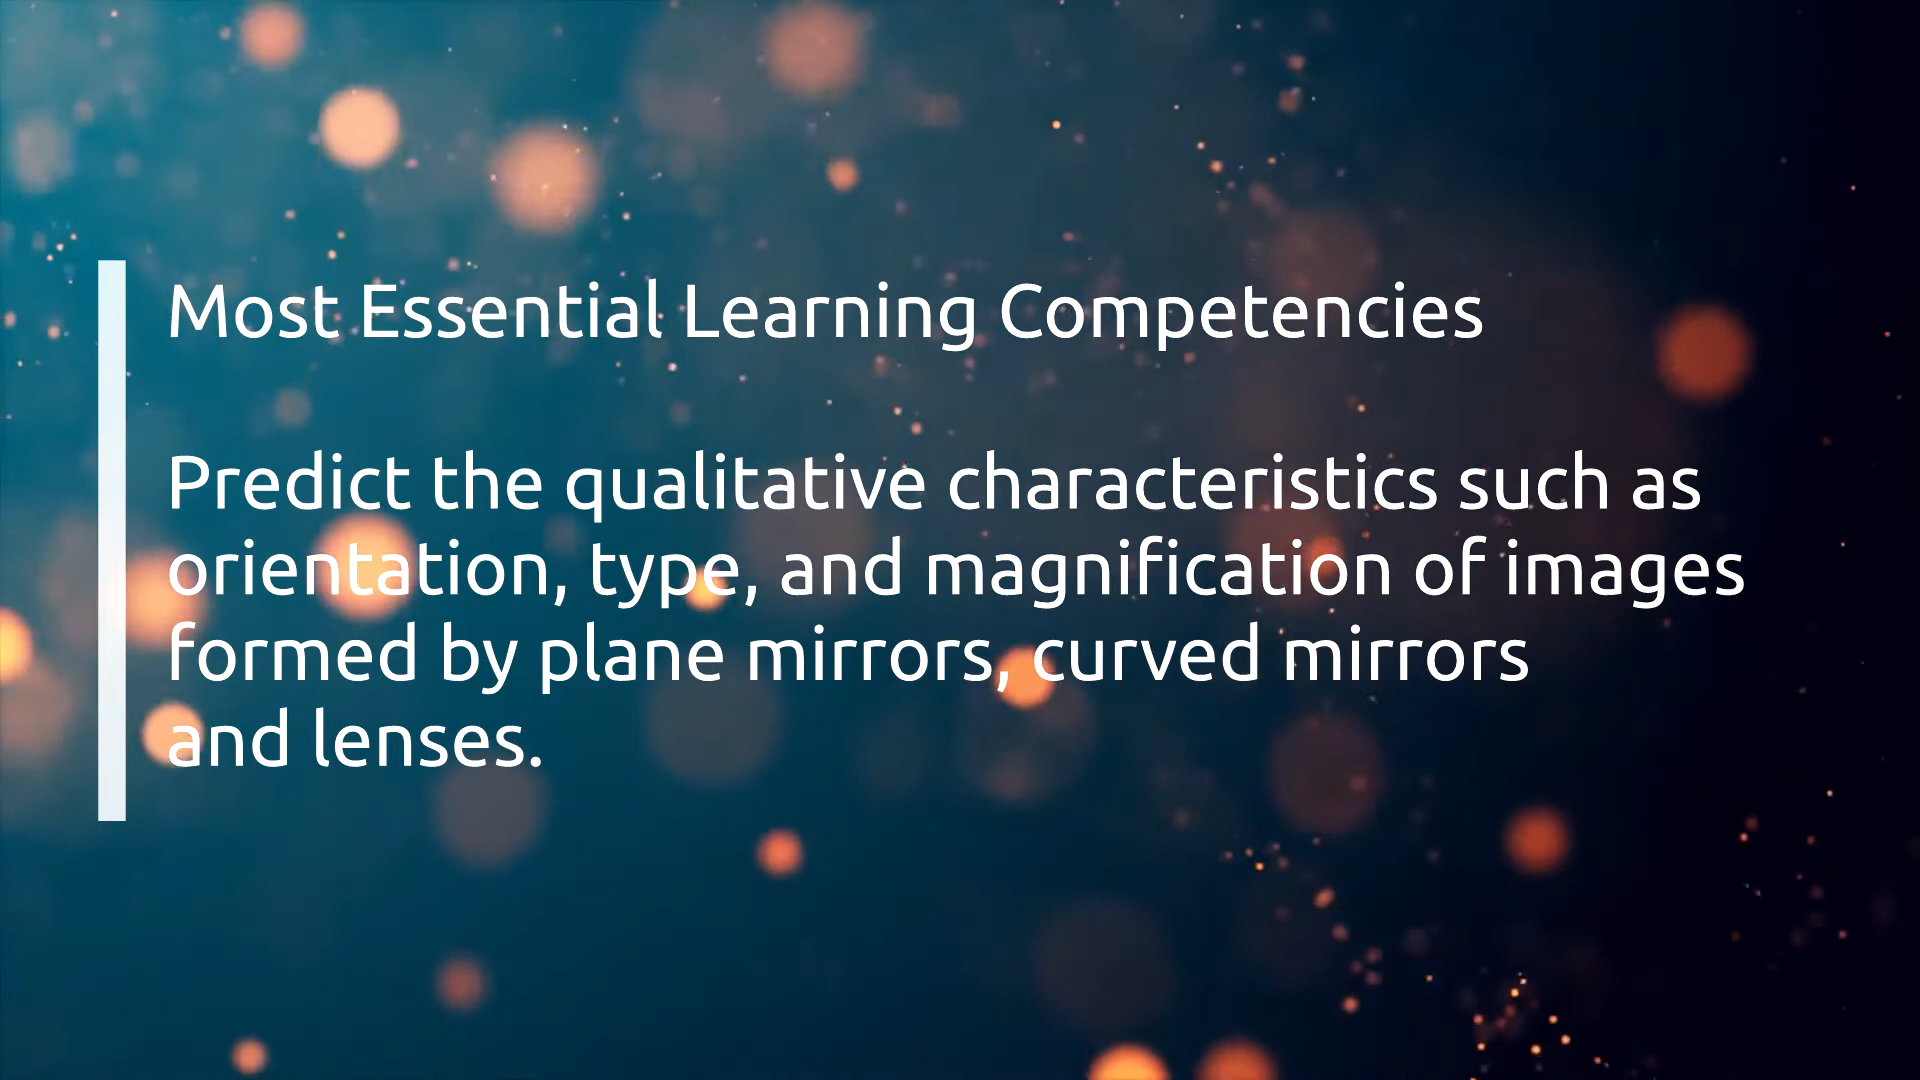 Most Essential Learning Competencies
Predict the qualitative characteristics such as
orientation, type, and magnification of images
formed by plane mirrors, curved mirrors
and lenses.